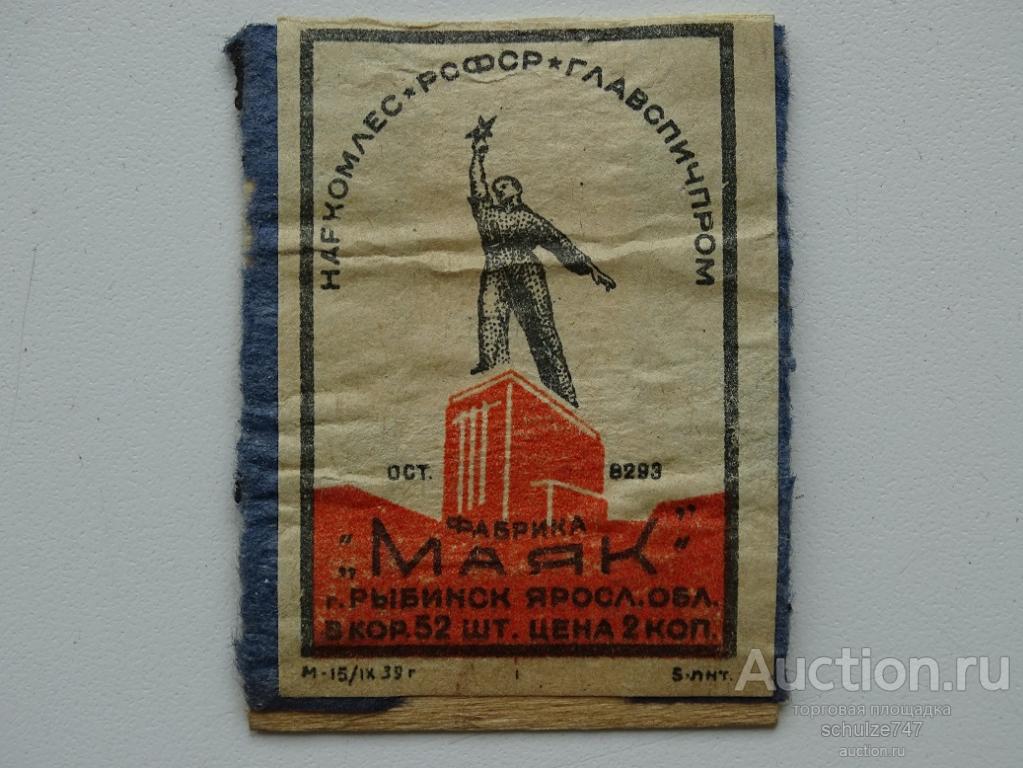 НАРКОМЛЕС★РСФСР★ГЛАВСПИЧПРОМ
ОСТ. 8293
ФАБРИКА
„МАЯК"
г. РЫБИНСК ЯРОСЛ. ОБЛ.
В КОР. 52 ШТ. ЦЕНА 2 КОП.
М-15/IX 39 г 1 5-лит.
Auction.ru
торговая площадка
schulze747
auction.ru